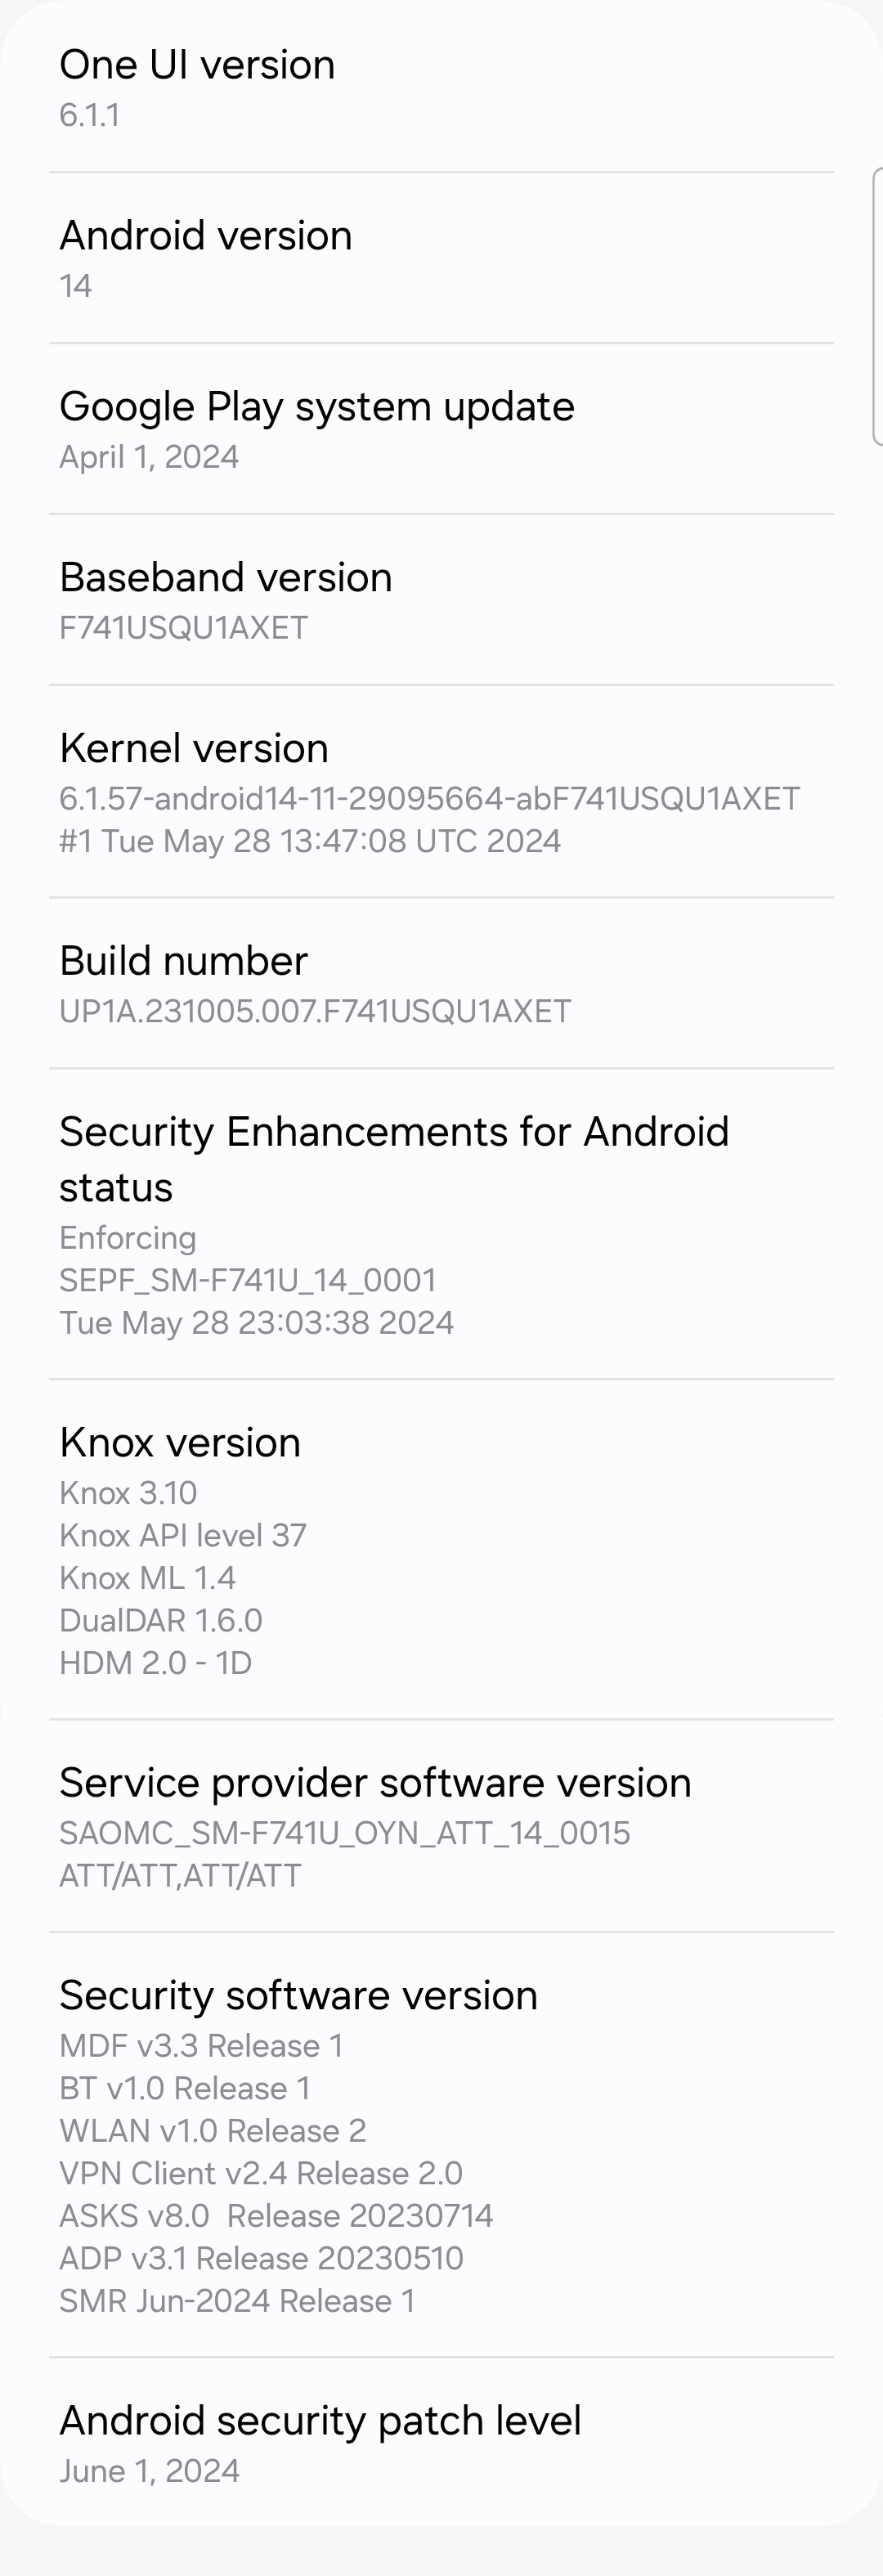 One UI version
6.1.1
Android version
14
Google Play system update
April 1, 2024
Baseband version
F741USQU1AXET
Kernel version
6.1.57-android14-11-29095664-abF741USQU1AXET
#1 Tue May 28 13:47:08 UTC 2024
Build number
UP1A.231005.007.F741USQU1AXET
Security Enhancements for Android
status
Enforcing
SEPF_SM-F741U_14_0001
Tue May 28 23:03:38 2024
Knox version
Knox 3.10
Knox API level 37
Knox ML 1.4
DualDAR 1.6.0
HDM 2.0 - 1D
Service provider software version
SAOMC_SM-F741U_OYN_ATT_14_0015
ATT/ATT,ATT/ATT
Security software version
MDF v3.3 Release 1
BT v1.0 Release 1
WLAN v1.0 Release 2
VPN Client v2.4 Release 2.0
ASKS v8.0  Release 20230714
ADP v3.1 Release 20230510
SMR Jun-2024 Release 1
Android security patch level
June 1, 2024